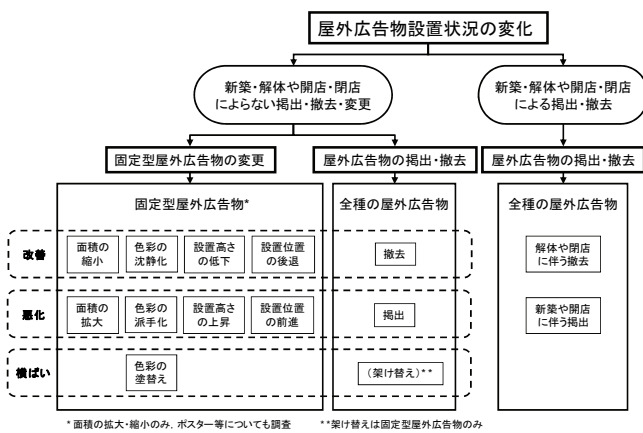 屋外広告物設置状況の変化
新築・解体や開店・閉店
によらない掲出・撤去・変更
新築・解体や開店・閉店
による掲出・撤去
固定型屋外広告物の変更
屋外広告物の掲出・撤去
屋外広告物の掲出・撤去
固定型屋外広告物*
全種の屋外広告物
全種の屋外広告物
改善
面積の
縮小
色彩の
沈静化
設置高さ
の低下
設置位置
の後退
撤去
解体や閉店
に伴う撤去
悪化
面積の
拡大
色彩の
派手化
設置高さ
の上昇
設置位置
の前進
掲出
新築や開店
に伴う掲出
横ばい
色彩の
塗替え
(架け替え)**
*面積の拡大・縮小のみ，ポスター等についても調査
**架け替えは固定型屋外広告物のみ